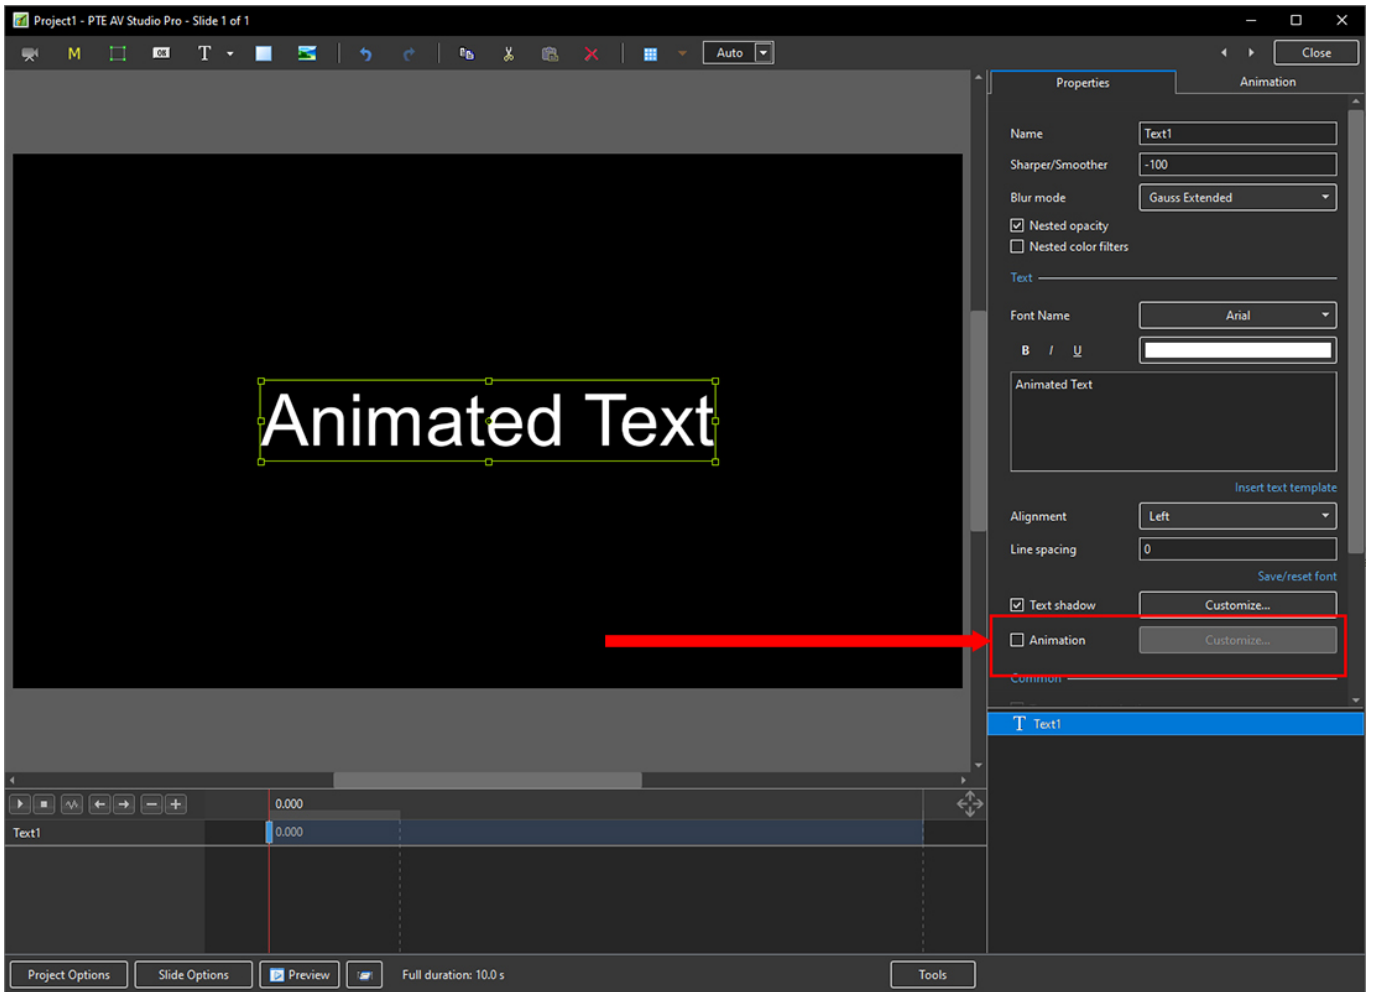 Project1 - PTE AV Studio Pro - Slide 1 of 1
M OB T Auto Close
Properties Animation
Name Text1
Sharper/Smoother -100
Blur mode Gauss Extended
Nested opacity
Nested color filters
Text
Font Name Arial
B I U
Animated Text
Animated Text
Insert text template
Alignment Left
Line spacing 0
Save/reset font
Text shadow Customize...
Animation Customize...
Common
T Text1
0.000
Text1 0.000
Project Options Slide Options Preview Full duration: 10.0 s Tools